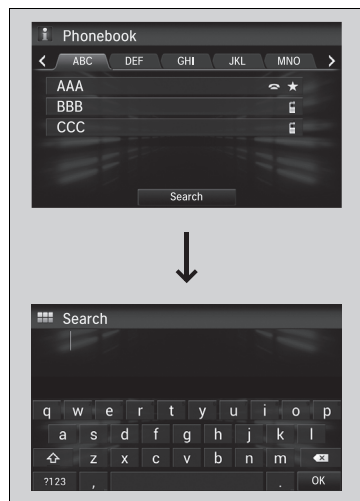 i Phonebook
ABC DEF GHI JKL MNO
AAA
BBB
CCC
Search
Search
q w e r t y u i o p
a s d f g h j k l
z x c v b n m
?123 , . OK